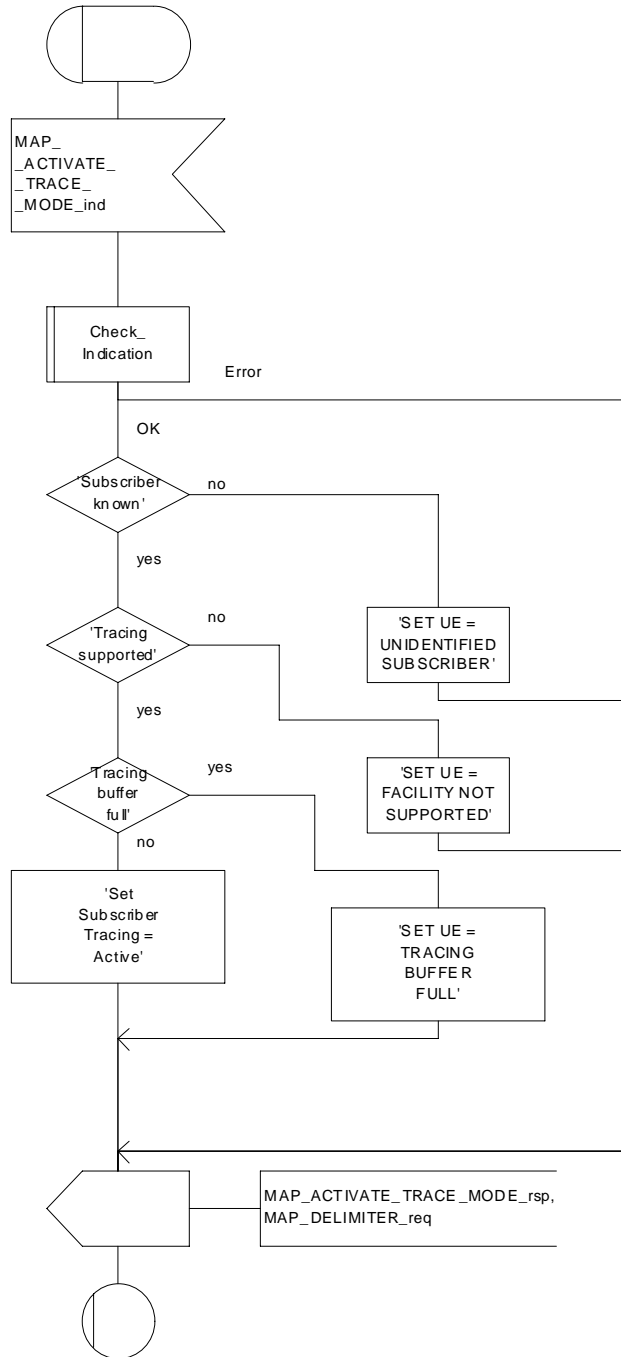 MAP_
_ACTIVATE_
_TRACE_
_MODE_ind
Check_
Indication
Error
OK
'Subscriber
known'
no
yes
'Tracing
supported'
no
'SET UE =
UNIDENTIFIED
SUBSCRIBER'
yes
'Tracing
buffer
full'
yes
'SET UE =
FACILITY NOT
SUPPORTED'
no
'Set
Subscriber
Tracing =
Active'
'SET UE =
TRACING
BUFFER
FULL'
MAP_ACTIVATE_TRACE_MODE_rsp,
MAP_DELIMITER_req